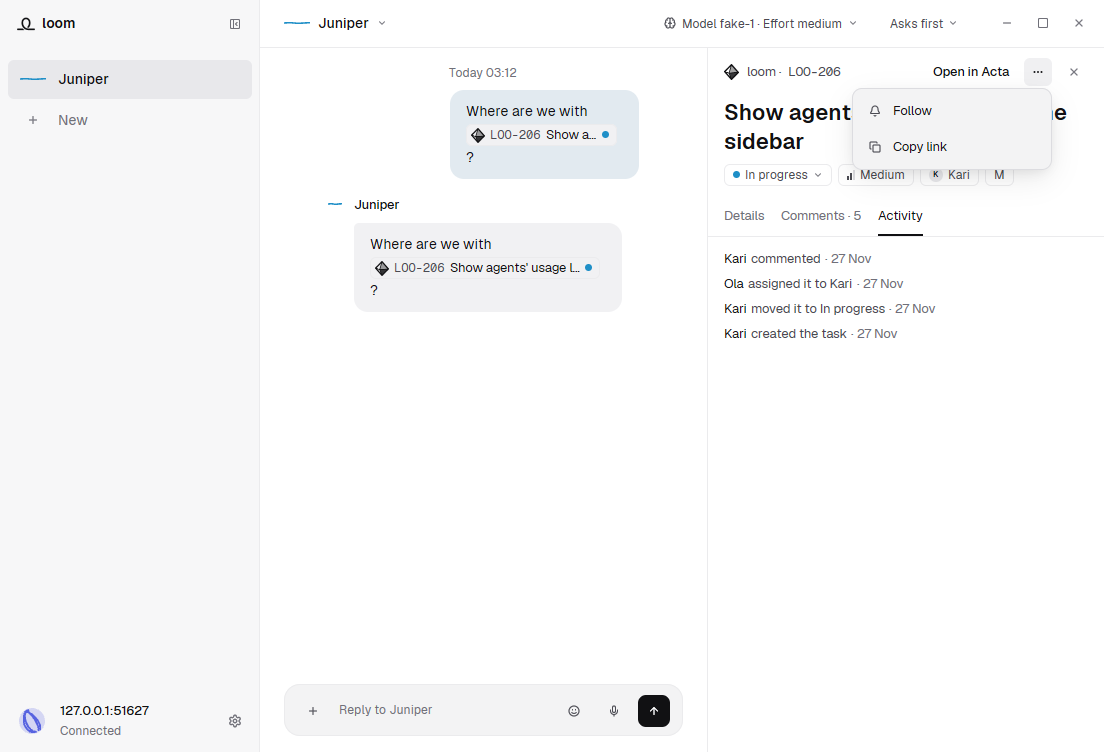 loom
Juniper
New
127.0.0.1:51627
Connected
Juniper
Model fake-1 · Effort medium
Asks first
Today 03:12
Where are we with
LOO-206 Show a...
?
Juniper
Where are we with
LOO-206 Show agents' usage l...
?
Reply to Juniper
loom · LOO-206
Open in Acta
Show agent
sidebar
Follow
Copy link
In progress
Medium
K Kari
M
Details
Comments · 5
Activity
Kari commented · 27 Nov
Ola assigned it to Kari · 27 Nov
Kari moved it to In progress · 27 Nov
Kari created the task · 27 Nov